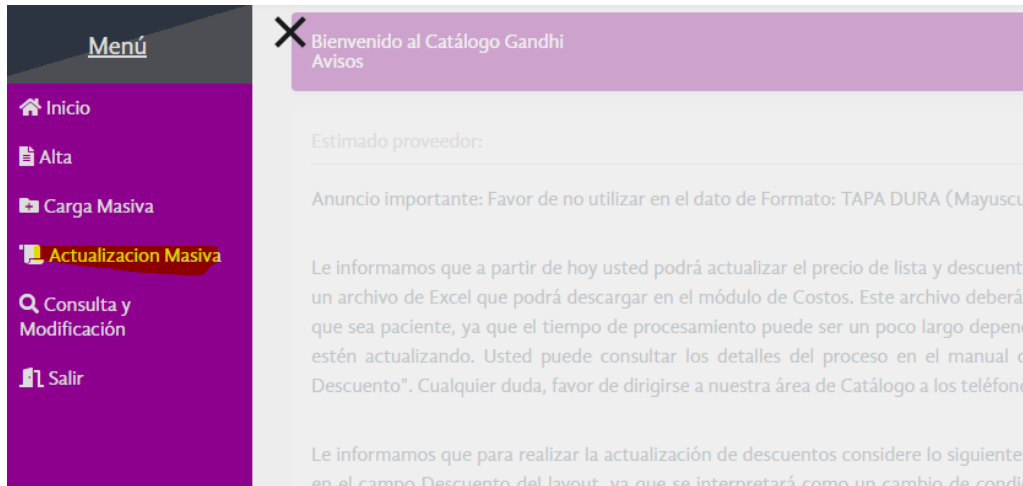 Menú
Inicio
Alta
Carga Masiva
Actualizacion Masiva
Consulta y
Modificación
Salir
Bienvenido al Catálogo Gandhi
Avisos
Estimado proveedor:
Anuncio importante: Favor de no utilizar en el dato de Formato: TAPA DURA (Mayuscu
Le informamos que a partir de hoy usted podrá actualizar el precio de lista y descuent
un archivo de Excel que podrá descargar en el módulo de Costos. Este archivo deberá
que sea paciente, ya que el tiempo de procesamiento puede ser un poco largo depen
estén actualizando. Usted puede consultar los detalles del proceso en el manual d
Descuento". Cualquier duda, favor de dirigirse a nuestra área de Catálogo a los teléfono
Le informamos que para realizar la actualización de descuentos considere lo siguiente
en el campo Descuento del layout, ya que se interpretará como un cambio de condi